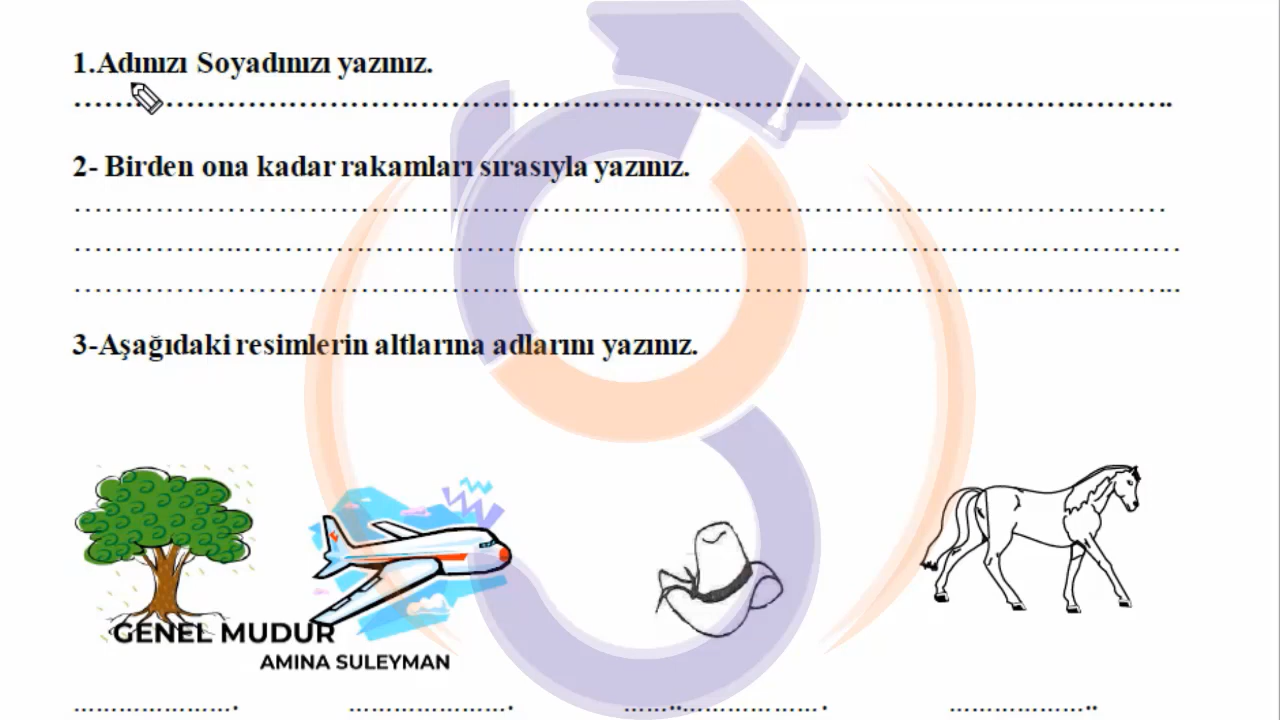 1.Adınızı Soyadınızı yazınız.
…………………………………………………………………………………………..
2- Birden ona kadar rakamları sırasıyla yazınız.
…………………………………………………………………………………………
………………..…………………………………………………………………………
…………………………………………………………………………………………...
3-Aşağıdaki resimlerin altlarına adlarını yazınız.
GENEL MUDUR
AMINA SULEYMAN
…………………. …………………. ……..……………. ………………..